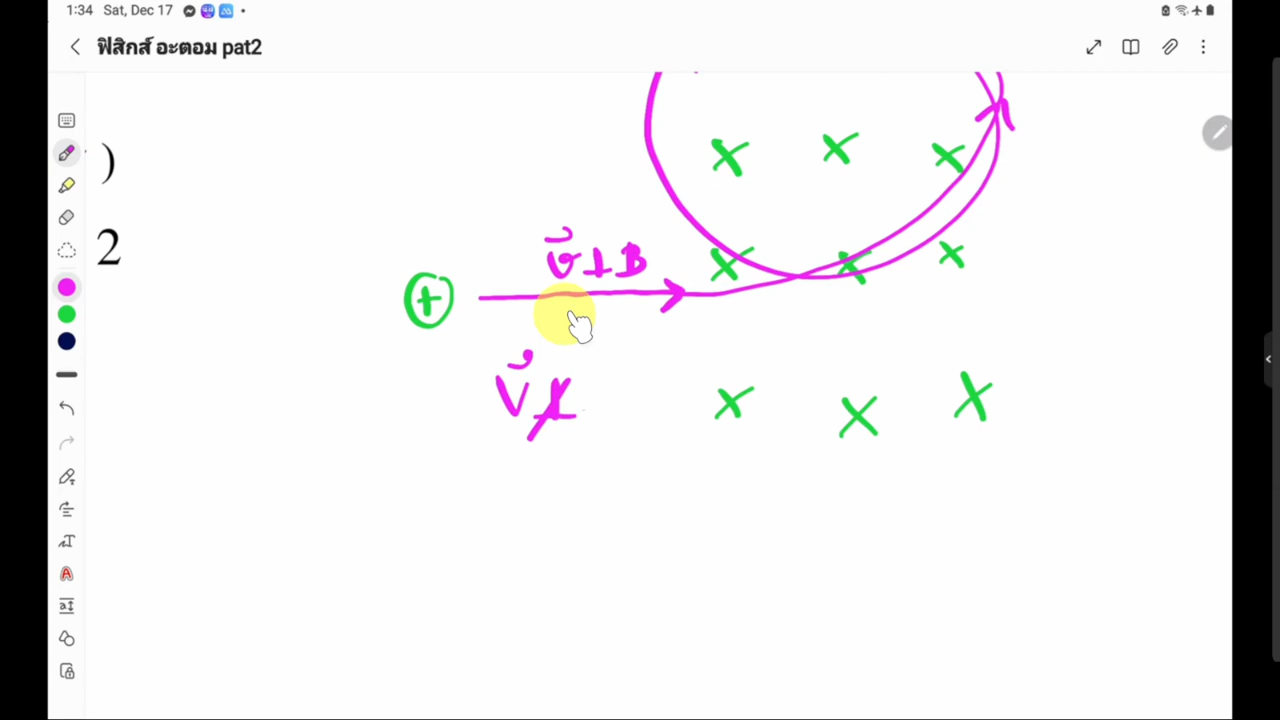 1:34 Sat, Dec 17
ฟิสิกส์ อะตอม pat2
)
2
v⃗ ⊥ B
+
v⃗ ⊥̸
x x x
x x x
x x x